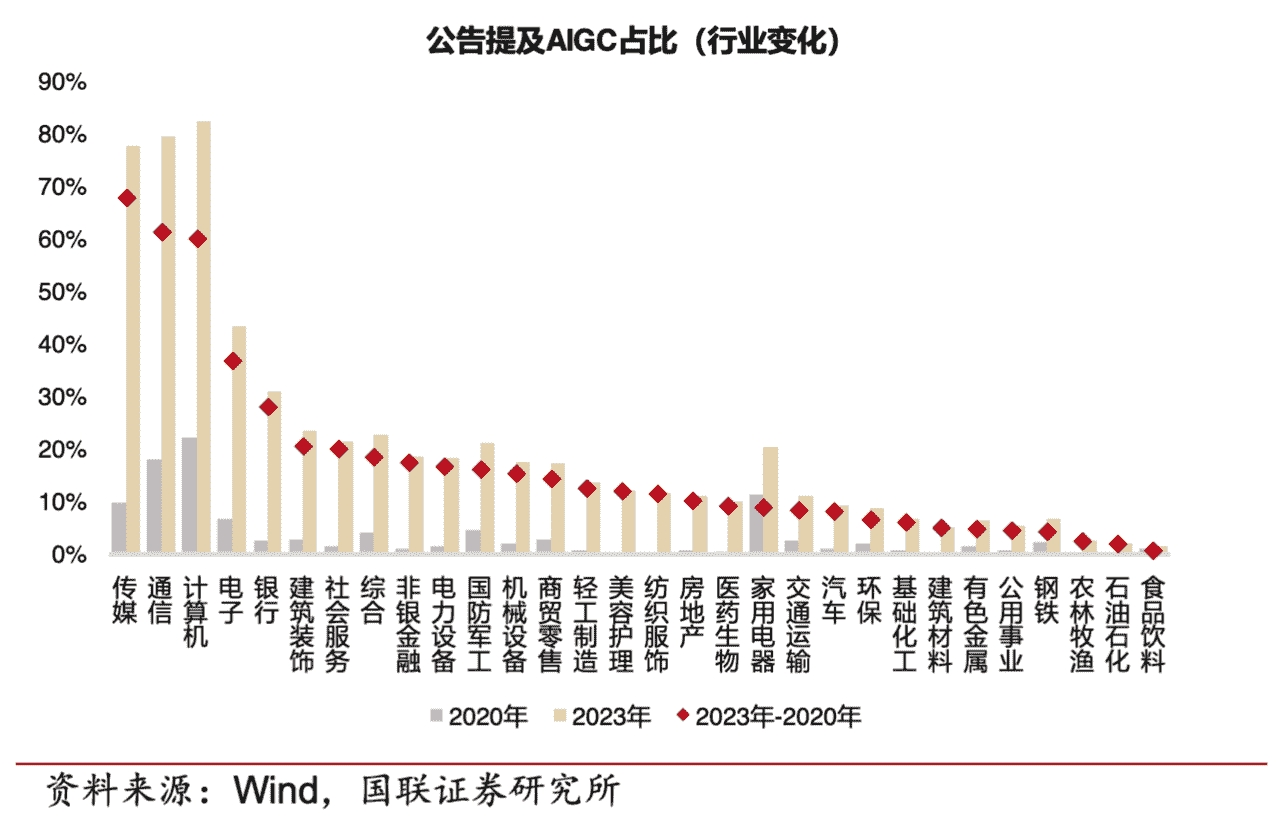 公告提及AIGC占比（行业变化）
90%
80%
70%
60%
50%
40%
30%
20%
10%
0%
传媒
通信
计算机
电子
银行
建筑装饰
社会服务
综合
非银金融
电力设备
国防军工
机械设备
商贸零售
轻工制造
美容护理
纺织服饰
房地产
医药生物
家用电器
交通运输
汽车
环保
基础化工
建筑材料
有色金属
公用事业
钢铁
农林牧渔
石油石化
食品饮料
2020年 2023年 2023年-2020年
资料来源：Wind，国联证券研究所